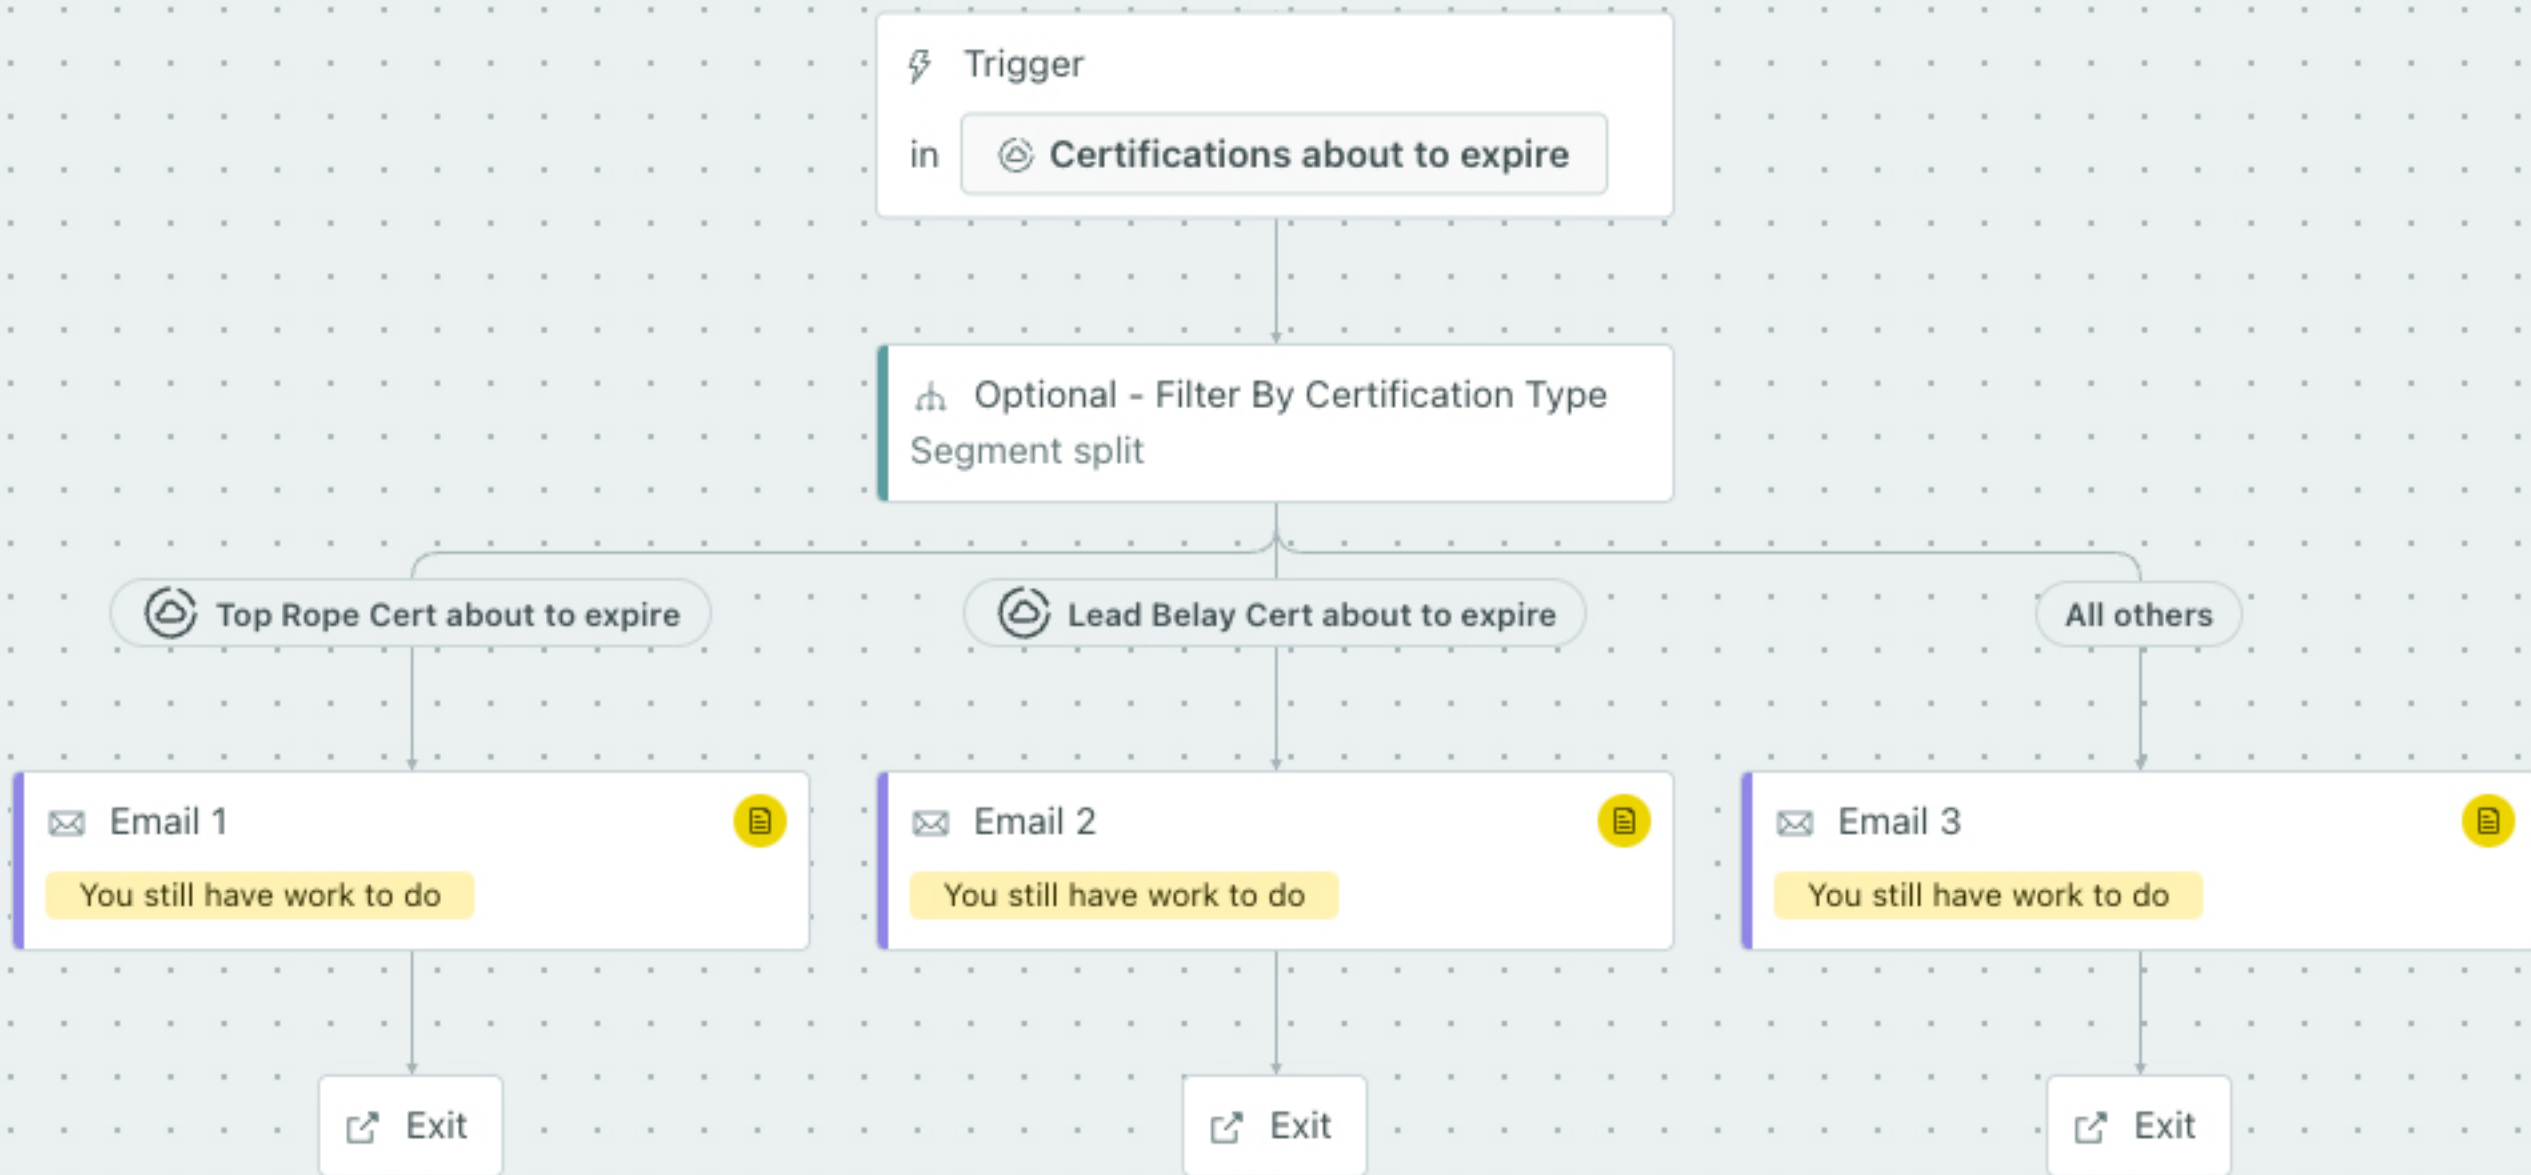 Trigger
in Certifications about to expire
Optional - Filter By Certification Type
Segment split
Top Rope Cert about to expire
Lead Belay Cert about to expire
All others
Email 1
You still have work to do
Email 2
You still have work to do
Email 3
You still have work to do
Exit
Exit
Exit